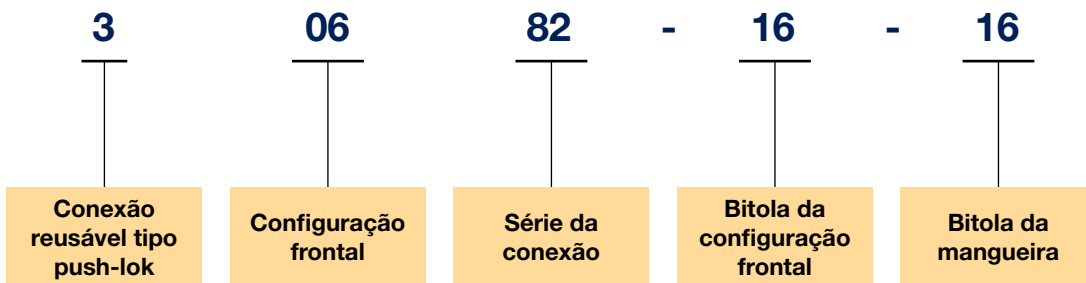 3 06 82 - 16 - 16
Conexão
reusável tipo
push-lok
Configuração
frontal
Série da
conexão
Bitola da
configuração
frontal
Bitola da
mangueira